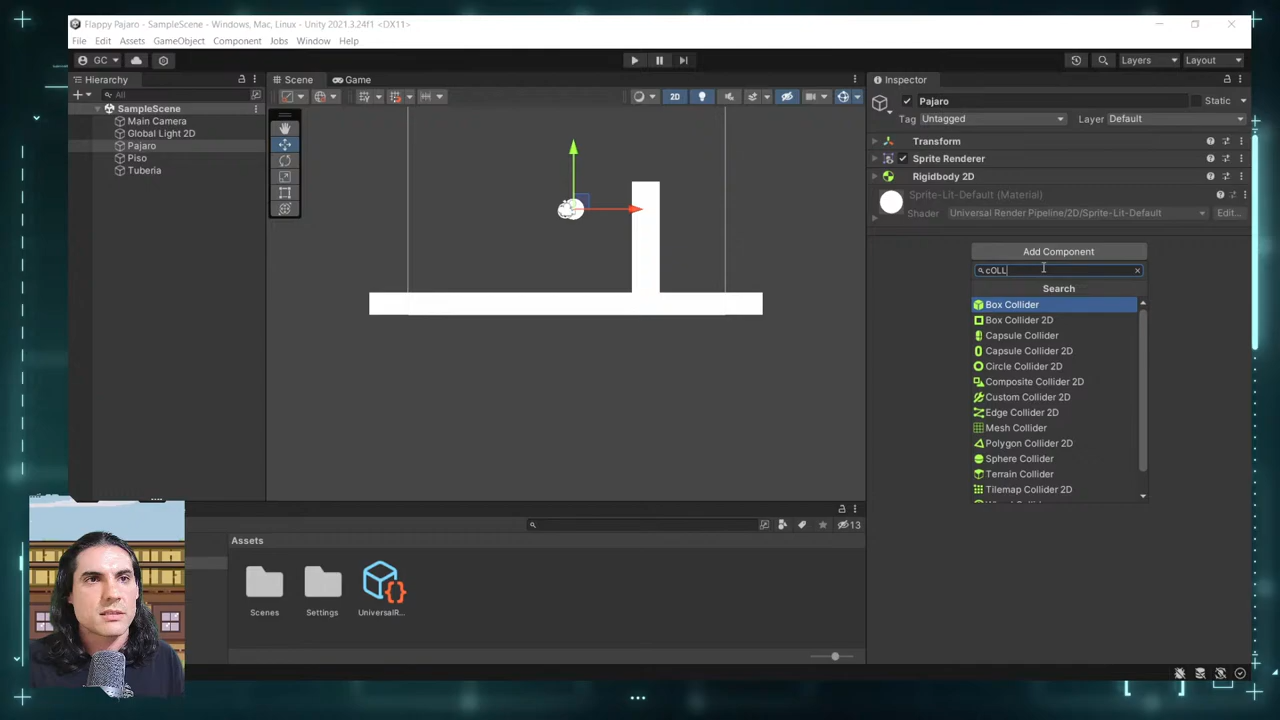 Flappy Pajaro - SampleScene - Windows, Mac, Linux - Unity 2021.3.24f1 <DX11>
File Edit Assets GameObject Component Jobs Window Help
GC Layers Layout
Hierarchy
All
SampleScene
Main Camera
Global Light 2D
Pajaro
Piso
Tuberia
Scene Game
2D
Inspector
Pajaro Static
Tag Untagged Layer Default
Transform
Sprite Renderer
Rigidbody 2D
Sprite-Lit-Default (Material)
Shader Universal Render Pipeline/2D/Sprite-Lit-Default Edit...
Add Component
cOLL
Search
Box Collider
Box Collider 2D
Capsule Collider
Capsule Collider 2D
Circle Collider 2D
Composite Collider 2D
Custom Collider 2D
Edge Collider 2D
Mesh Collider
Polygon Collider 2D
Sphere Collider
Terrain Collider
Tilemap Collider 2D
13
Assets
Scenes Settings UniversalR...